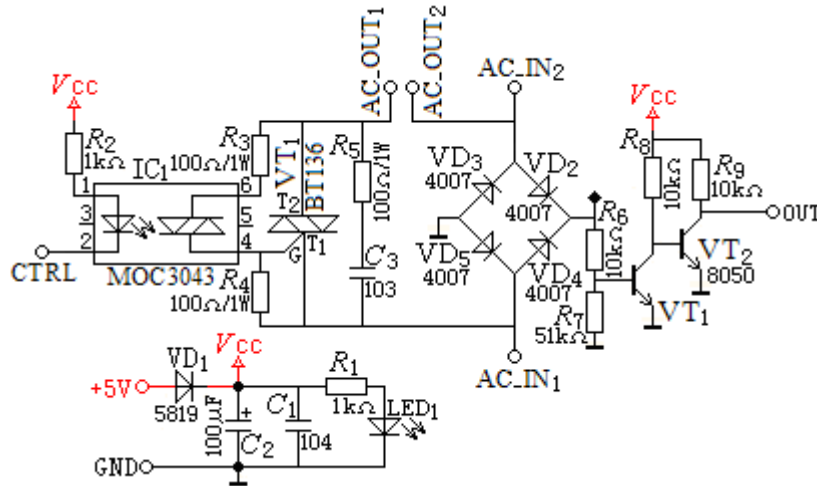 AC_OUT1
AC_OUT2
AC_IN2
VCC
R2
1kΩ
IC1
1
3
2
6
5
4
CTRL
MOC3043
R3
100Ω/1W
VT1
BT136
T2
T1
G
R4
100Ω/1W
R5
100Ω/1W
C3
103
VD3
4007
VD2
4007
VD5
4007
VD4
4007
R6
10kΩ
R7
51kΩ
VCC
R8
10kΩ
R9
10kΩ
OUT
VT2
8050
VT1
AC_IN1
VCC
VD1
+5V
5819
100μF
+
C2
C1
104
R1
1kΩ
LED1
GND